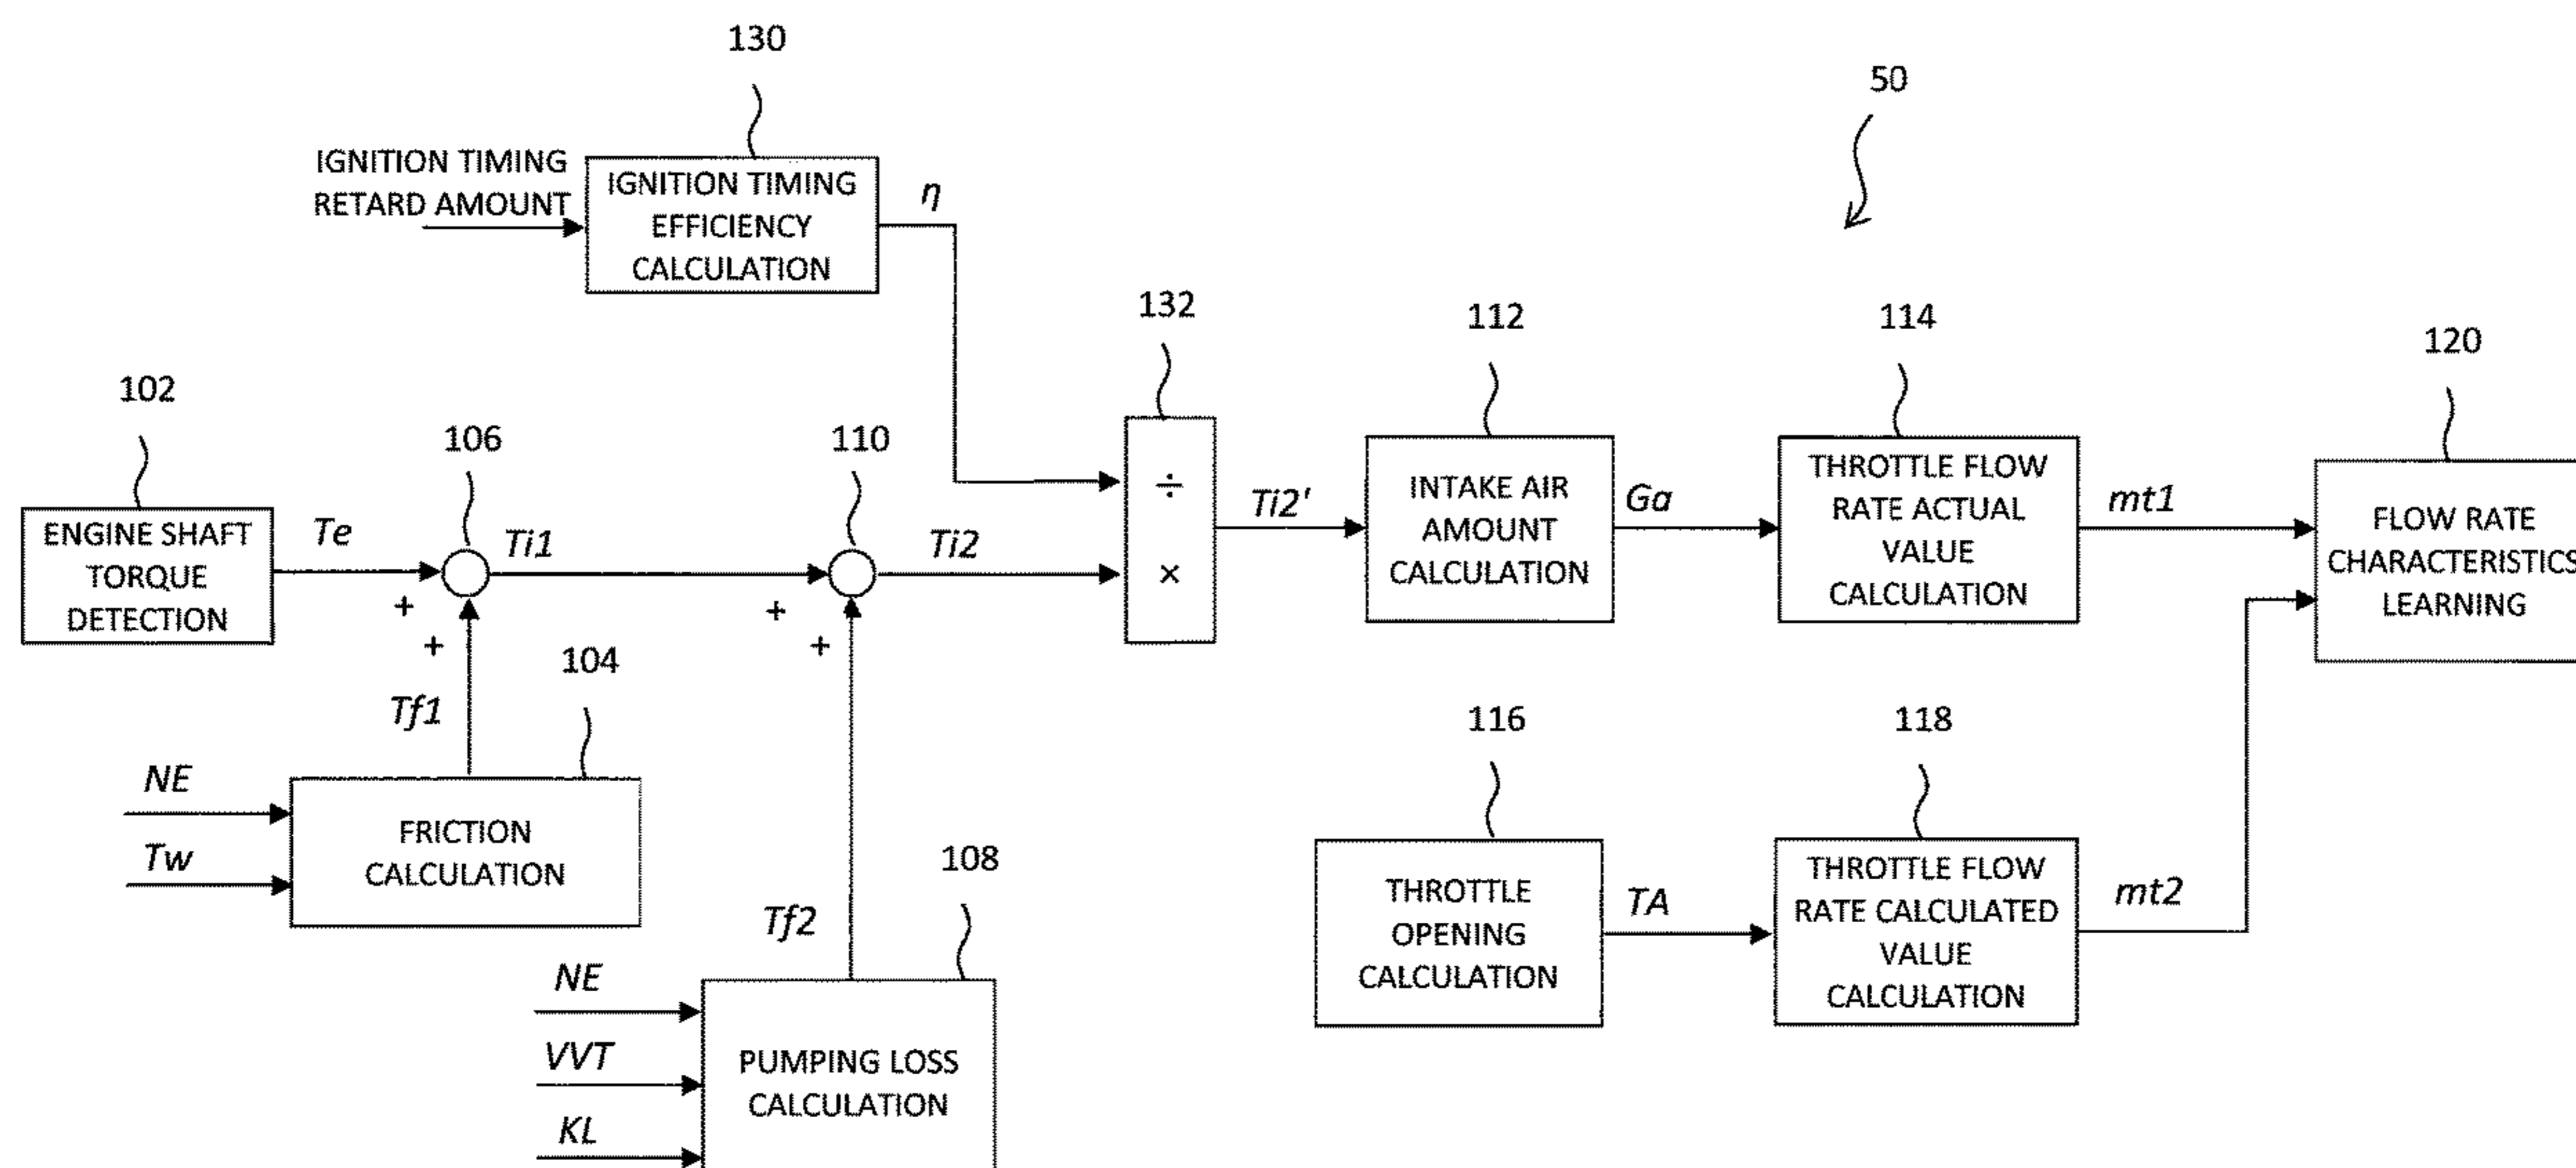 130
50
IGNITION TIMING
RETARD AMOUNT
IGNITION TIMING
EFFICIENCY
CALCULATION
η
132
112
114
120
102
106
110
ENGINE SHAFT
TORQUE
DETECTION
Te
Ti1
Ti2
÷
×
Ti2'
INTAKE AIR
AMOUNT
CALCULATION
Ga
THROTTLE FLOW
RATE ACTUAL
VALUE
CALCULATION
mt1
FLOW RATE
CHARACTERISTICS
LEARNING
+
+
+
+
Tf1
104
NE
Tw
FRICTION
CALCULATION
Tf2
108
NE
VVT
KL
PUMPING LOSS
CALCULATION
116
118
THROTTLE
OPENING
CALCULATION
TA
THROTTLE FLOW
RATE CALCULATED
VALUE
CALCULATION
mt2